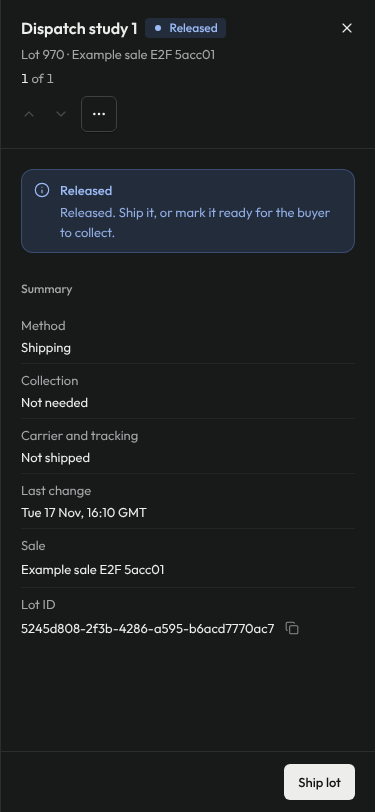 Dispatch study 1
Released
Lot 970 · Example sale E2F 5acc01
1 of 1
Released
Released. Ship it, or mark it ready for the buyer
to collect.
Summary
Method
Shipping
Collection
Not needed
Carrier and tracking
Not shipped
Last change
Tue 17 Nov, 16:10 GMT
Sale
Example sale E2F 5acc01
Lot ID
5245d808-2f3b-4286-a595-b6acd7770ac7
Ship lot